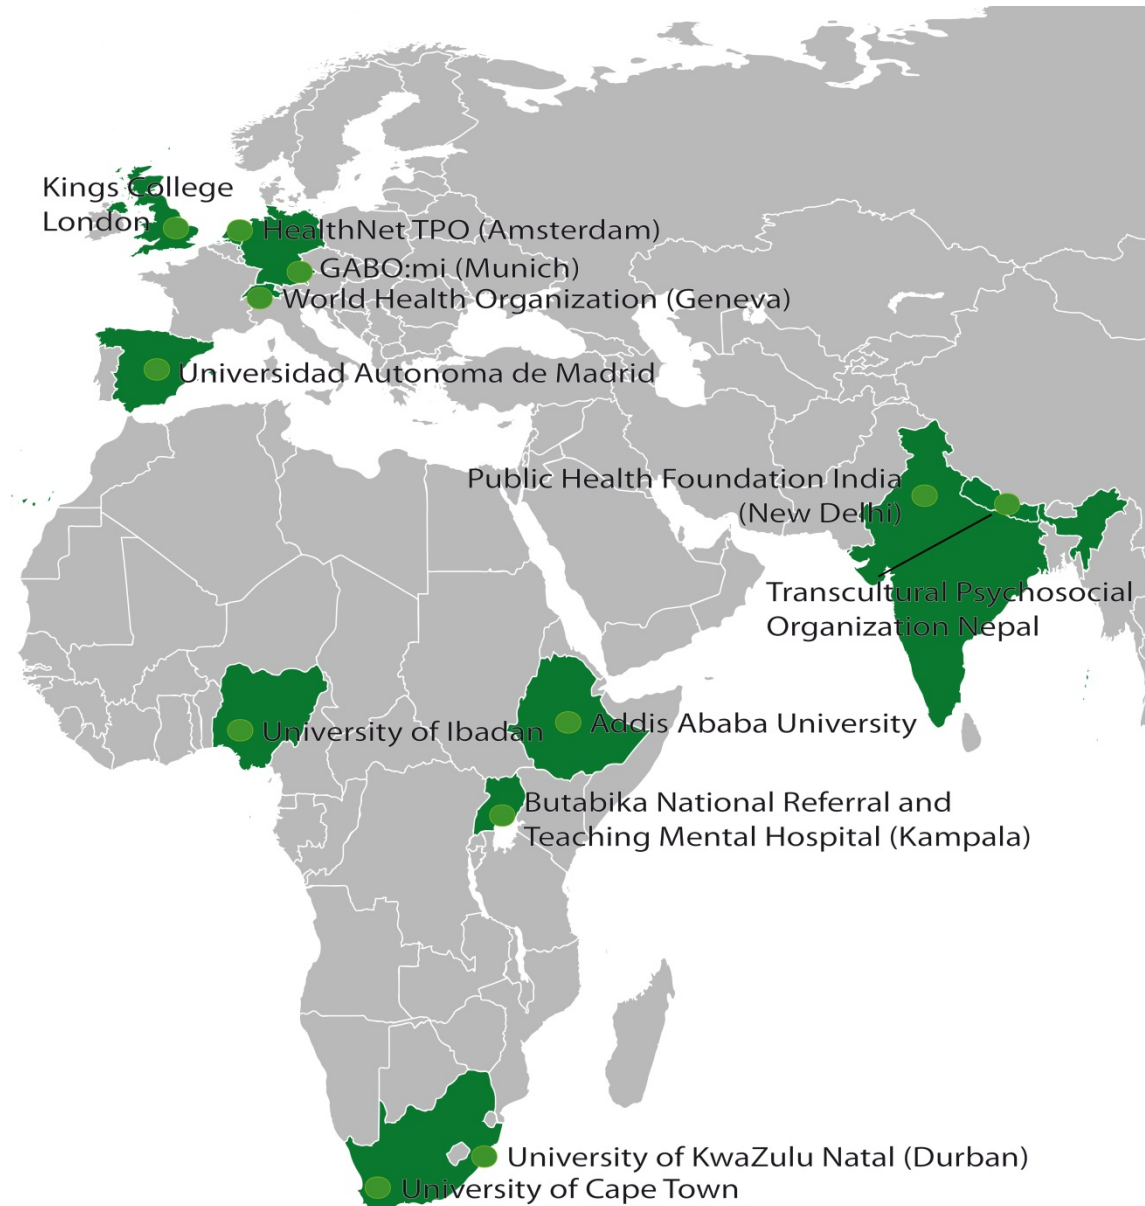 Kings College
London
HealthNet TPO (Amsterdam)
GABO:mi (Munich)
World Health Organization (Geneva)
Universidad Autonoma de Madrid
Public Health Foundation India
(New Delhi)
Transcultural Psychosocial
Organization Nepal
University of Ibadan
Addis Ababa University
Butabika National Referral and
Teaching Mental Hospital (Kampala)
University of KwaZulu Natal (Durban)
University of Cape Town